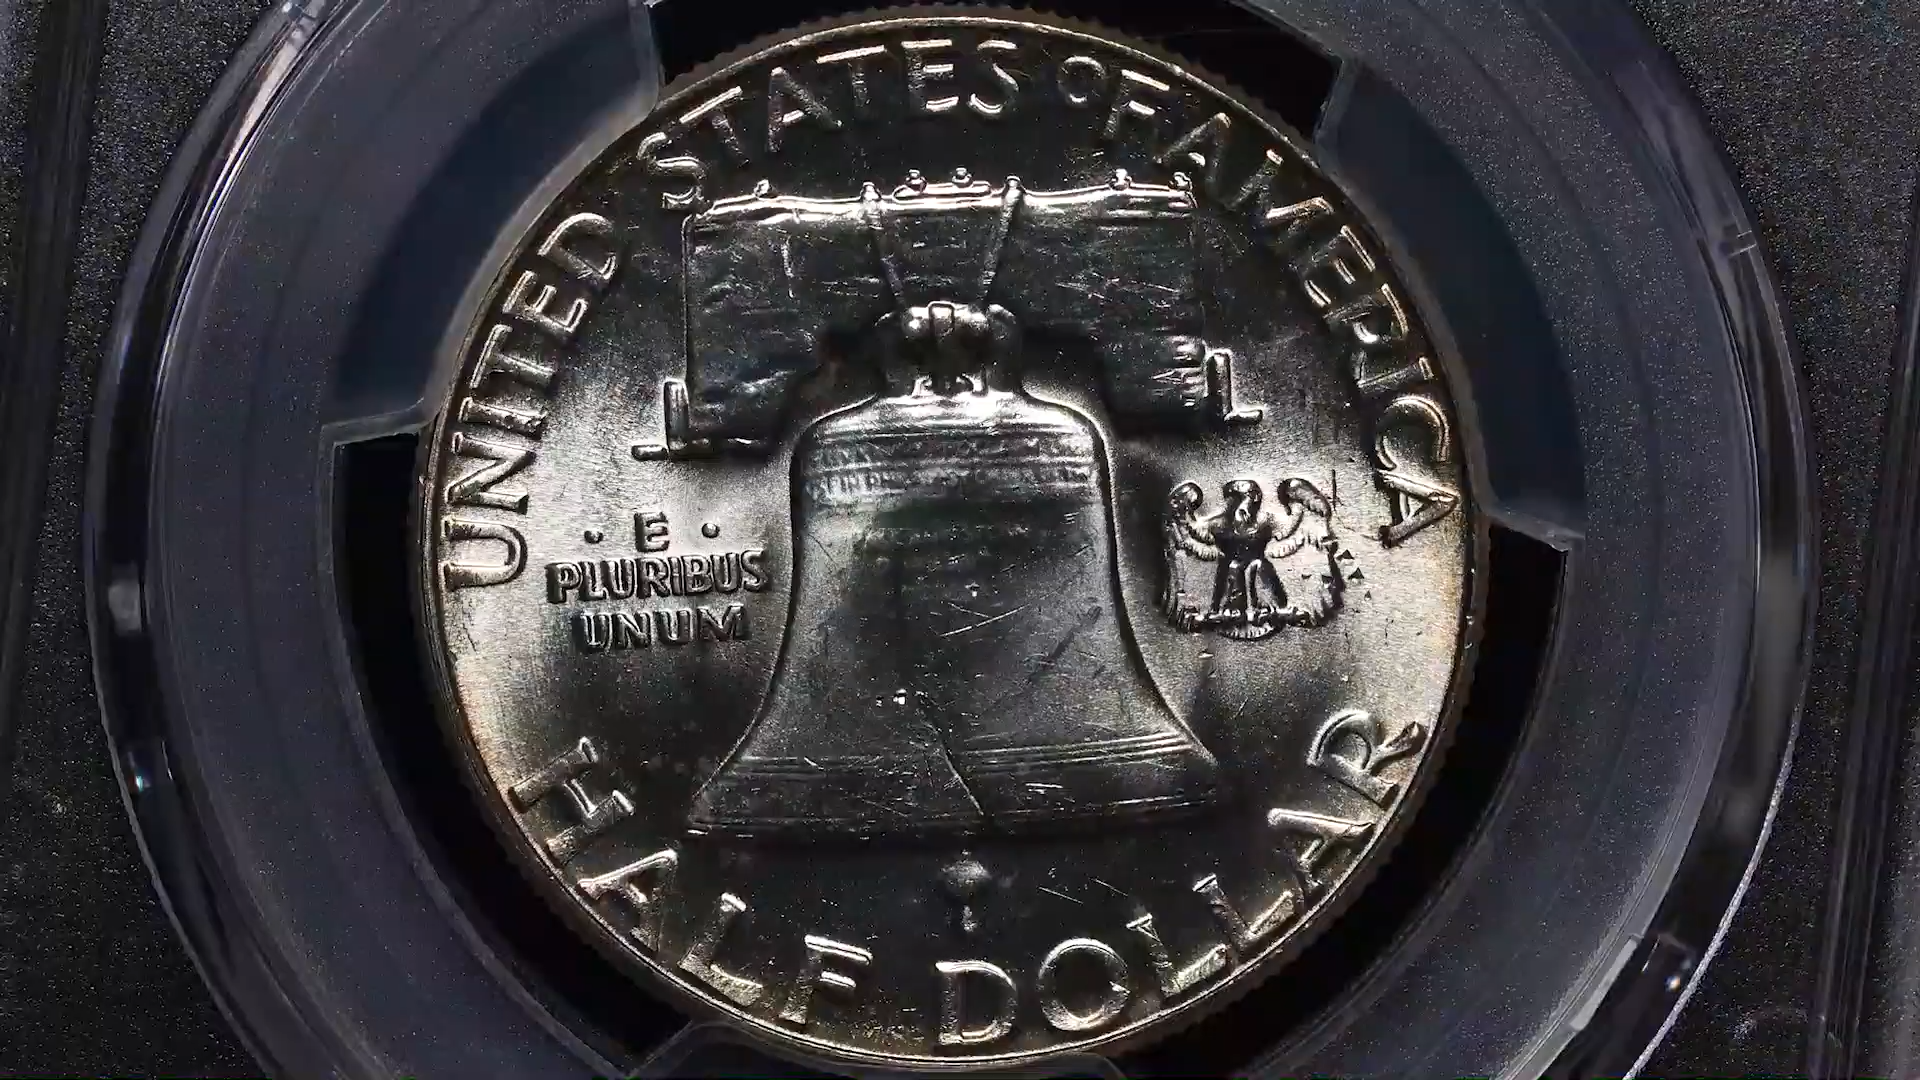 UNITED STATES OF AMERICA
· E ·
PLURIBUS
UNUM
HALF DOLLAR